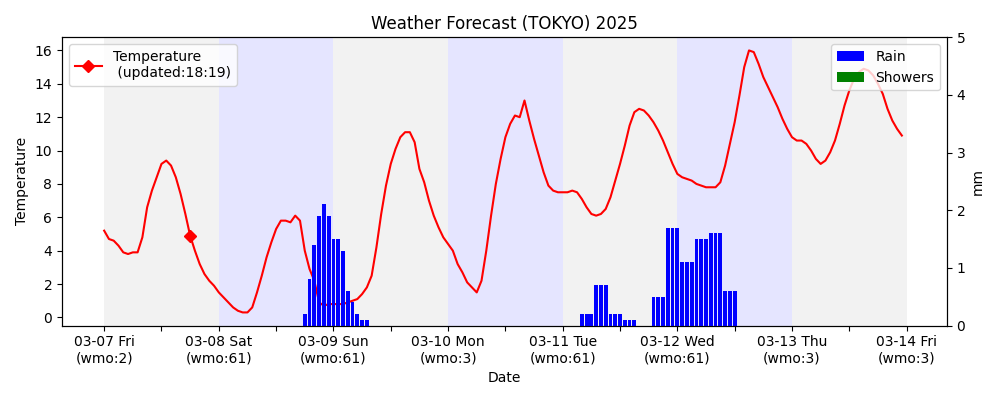 Weather Forecast (TOKYO) 2025
Temperature
(updated:18:19)
Rain
Showers
Temperature
16
14
12
10
8
6
4
2
0
5
4
3
2
1
0
mm
03-07 Fri
(wmo:2)
03-08 Sat
(wmo:61)
03-09 Sun
(wmo:61)
03-10 Mon
(wmo:3)
03-11 Tue
(wmo:61)
03-12 Wed
(wmo:61)
03-13 Thu
(wmo:3)
03-14 Fri
(wmo:3)
Date